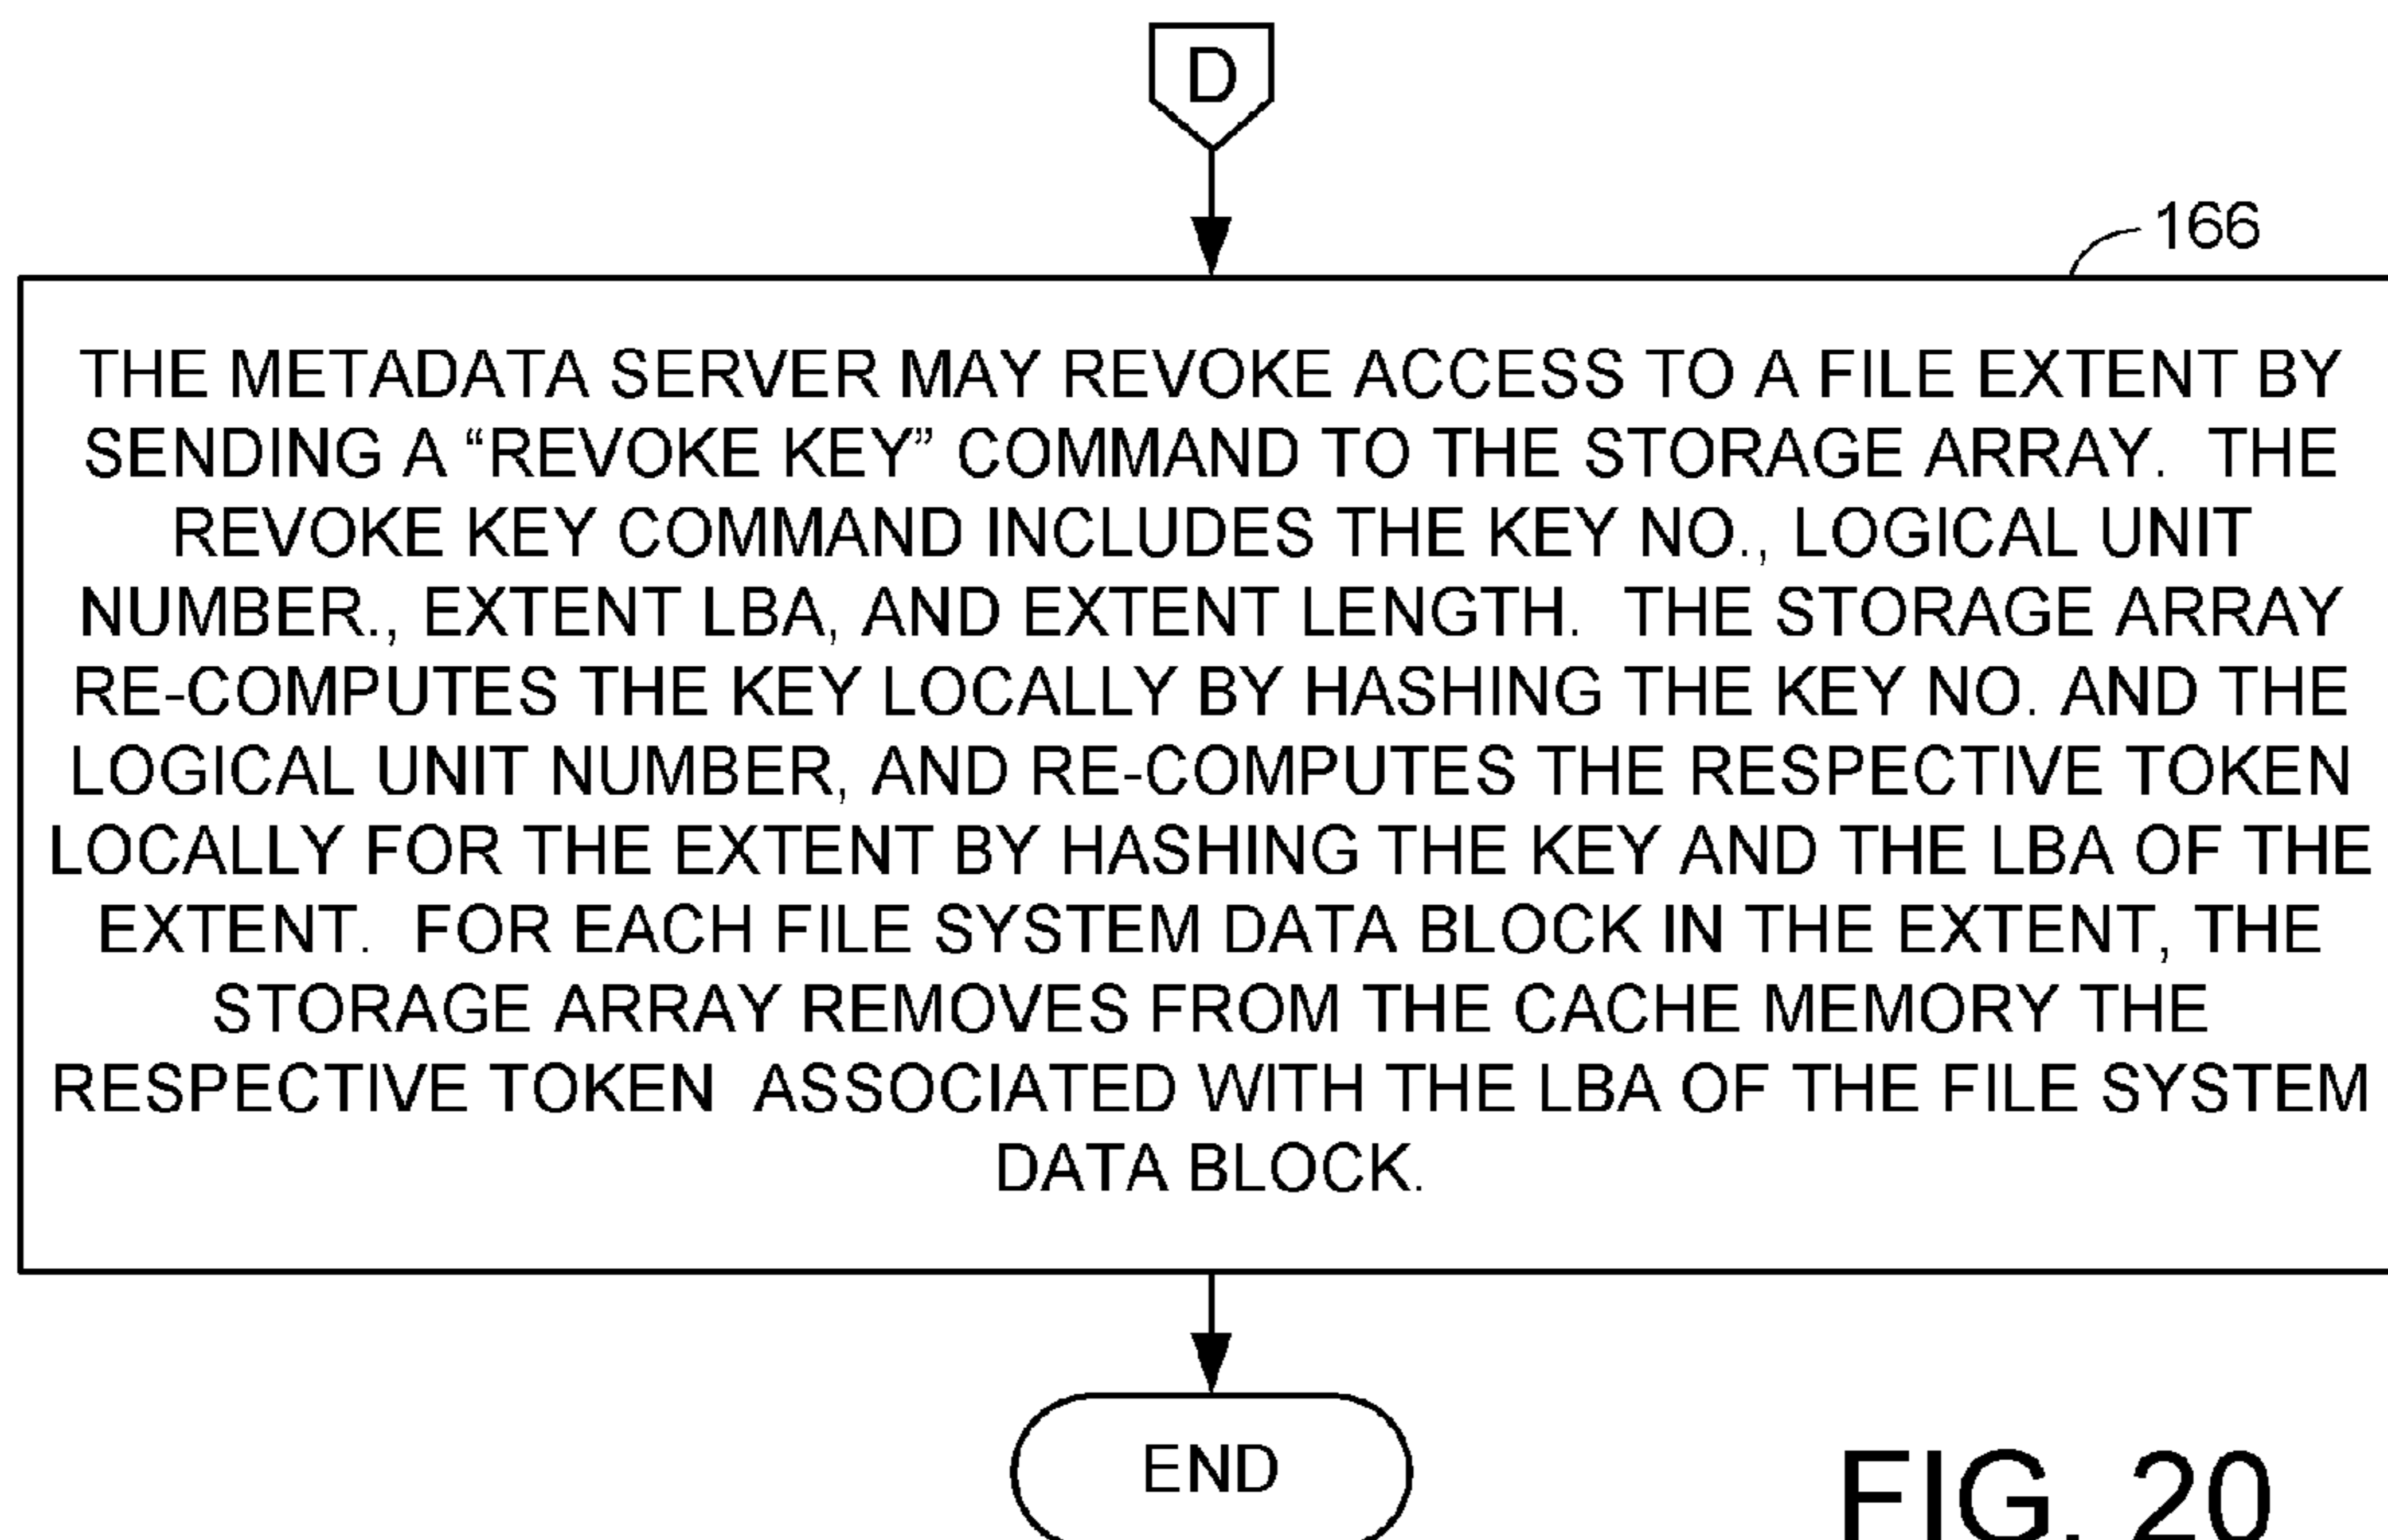 D
166
THE METADATA SERVER MAY REVOKE ACCESS TO A FILE EXTENT BY
SENDING A “REVOKE KEY” COMMAND TO THE STORAGE ARRAY.  THE
REVOKE KEY COMMAND INCLUDES THE KEY NO., LOGICAL UNIT
NUMBER., EXTENT LBA, AND EXTENT LENGTH.  THE STORAGE ARRAY
RE-COMPUTES THE KEY LOCALLY BY HASHING THE KEY NO. AND THE
LOGICAL UNIT NUMBER, AND RE-COMPUTES THE RESPECTIVE TOKEN
LOCALLY FOR THE EXTENT BY HASHING THE KEY AND THE LBA OF THE
EXTENT.  FOR EACH FILE SYSTEM DATA BLOCK IN THE EXTENT, THE
STORAGE ARRAY REMOVES FROM THE CACHE MEMORY THE
RESPECTIVE TOKEN  ASSOCIATED WITH THE LBA OF THE FILE SYSTEM
DATA BLOCK.
END
FIG. 20